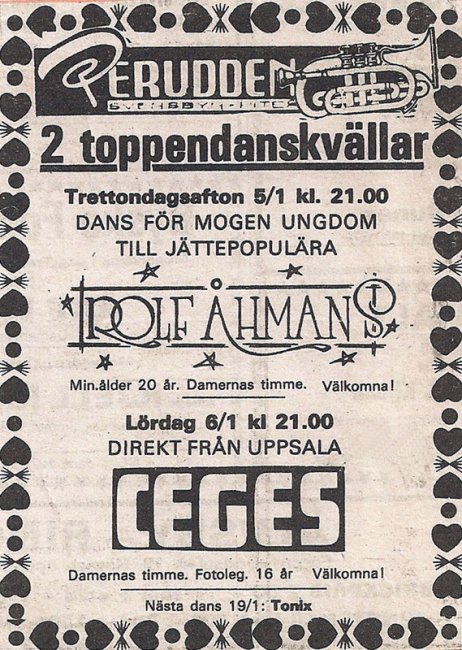 PERUDDEN
SVENSBYN-PITEÅ
2 toppendanskvällar
Trettondagsafton 5/1 kl. 21.00
DANS FÖR MOGEN UNGDOM
TILL JÄTTEPOPULÄRA
ROLF ÅHMANS
Min.ålder 20 år. Damernas timme. Välkomna!
Lördag 6/1 kl 21.00
DIREKT FRÅN UPPSALA
CEGES
Damernas timme. Fotoleg. 16 år Välkomna!
Nästa dans 19/1: Tonix